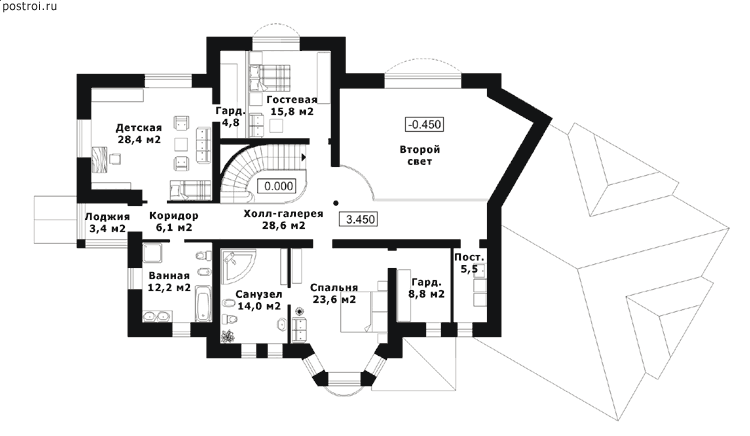 postroi.ru
Гостевая
15,8 м2
Гард.
4,8
Детская
28,4 м2
-0.450
Второй
свет
0.000
Лоджия
3,4 м2
Коридор
6,1 м2
Холл-галерея
28,6 м2
3.450
Ванная
12,2 м2
Санузел
14,0 м2
Спальня
23,6 м2
Гард.
8,8 м2
Пост.
5,5